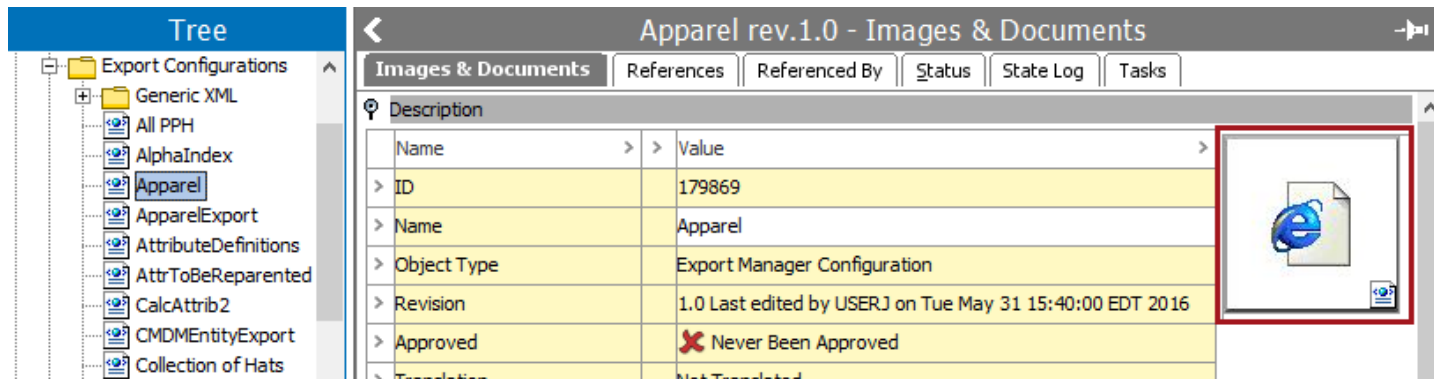 Tree
Export Configurations
Generic XML
All PPH
AlphaIndex
Apparel
ApparelExport
AttributeDefinitions
AttrToBeReparented
CalcAttrib2
CMDMEntityExport
Collection of Hats
Apparel rev.1.0 - Images & Documents
Images & Documents References Referenced By Status State Log Tasks
Description
Name > > Value >
> ID 179869
> Name Apparel
> Object Type Export Manager Configuration
> Revision 1.0 Last edited by USERJ on Tue May 31 15:40:00 EDT 2016
> Approved Never Been Approved
> Translation Not Translated